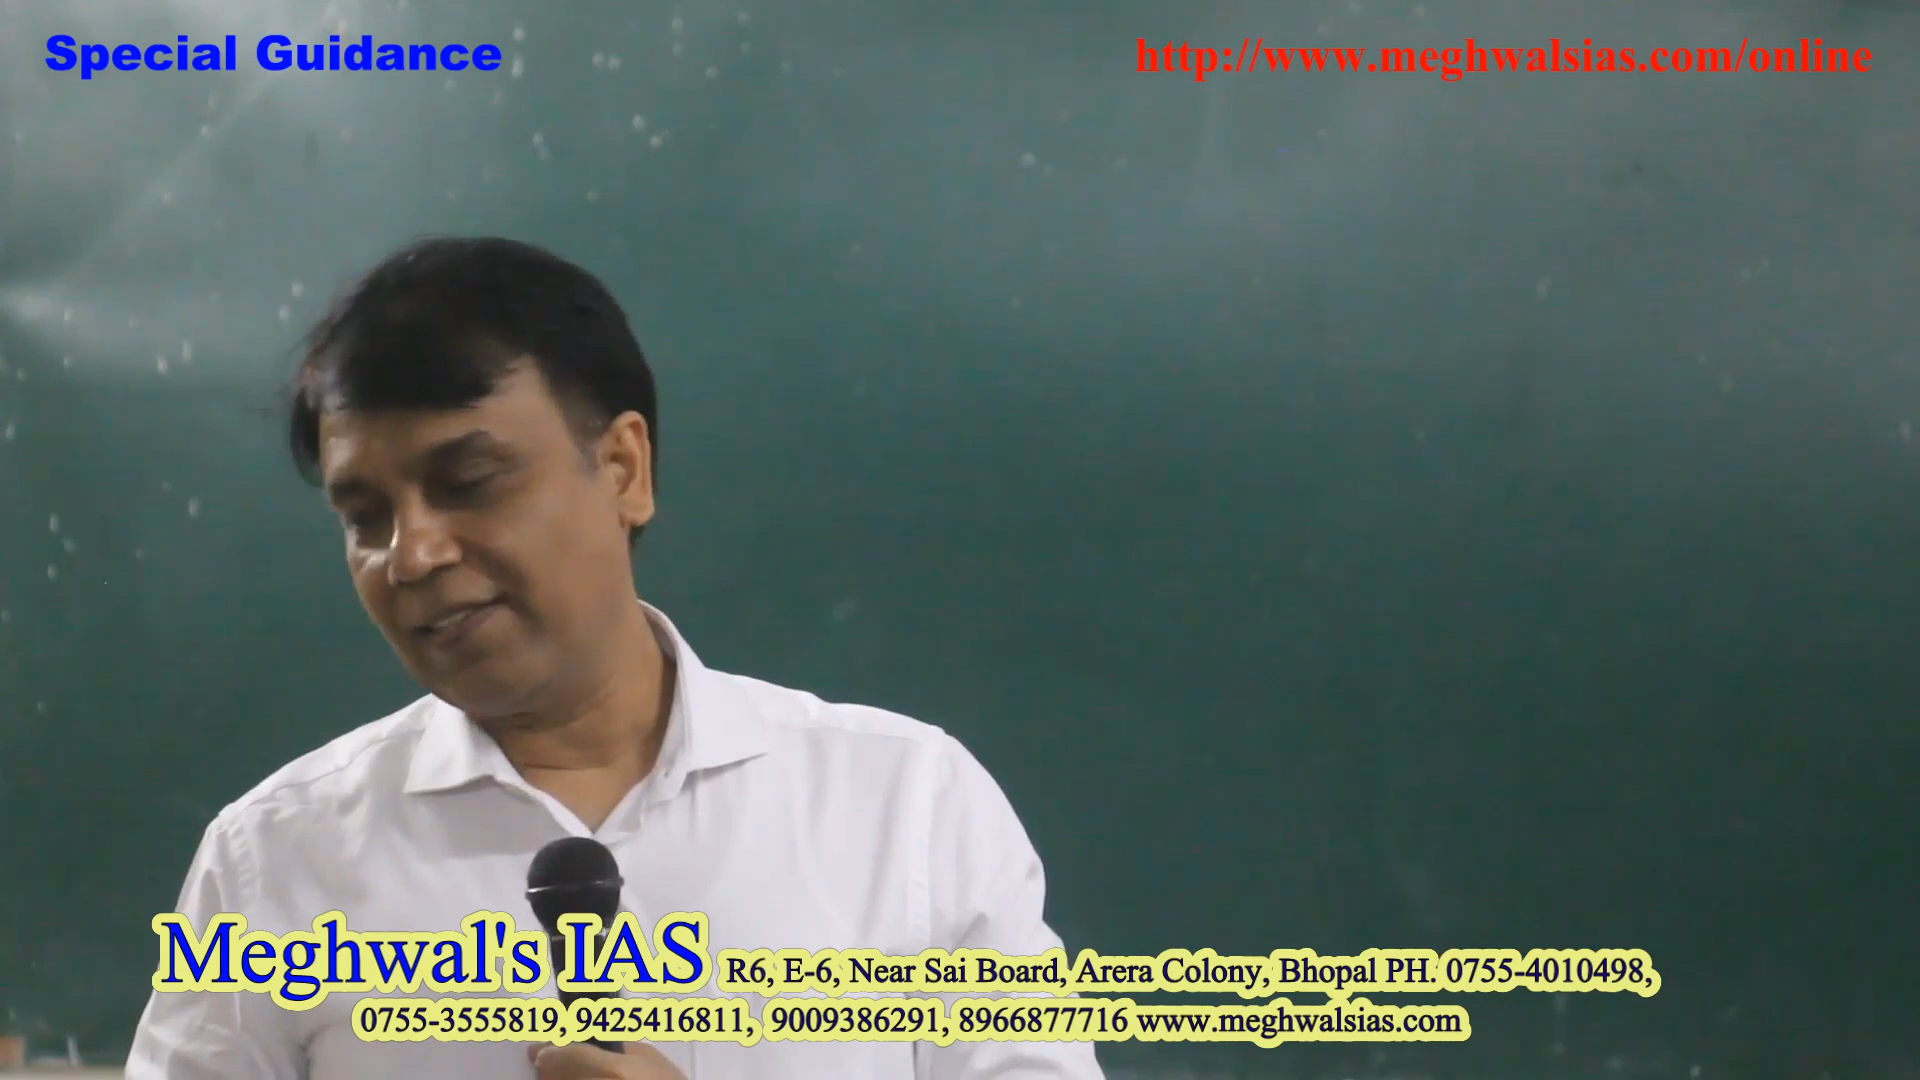 Special Guidance
http://www.meghwalsias.com/online
Meghwal's IAS R6, E-6, Near Sai Board, Arera Colony, Bhopal PH. 0755-4010498,
0755-3555819, 9425416811, 9009386291, 8966877716 www.meghwalsias.com